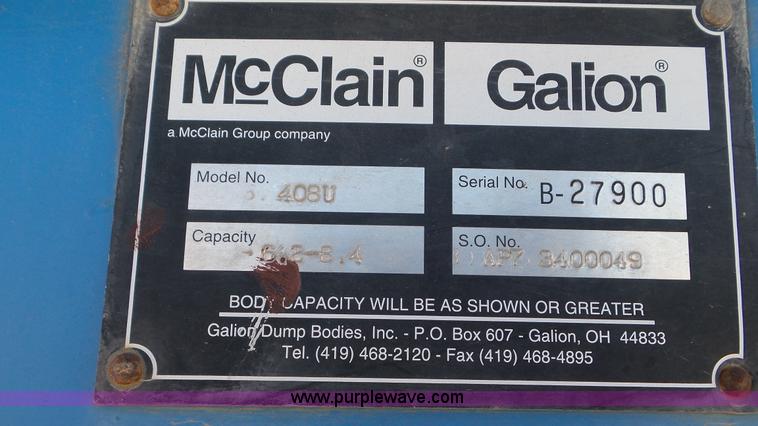 McClain® Galion®
a McClain Group company
Model No. 408U Serial No. B-27900
Capacity S.O. No. 9400049
BODY CAPACITY WILL BE AS SHOWN OR GREATER
Galion Dump Bodies, Inc. - P.O. Box 607 - Galion, OH 44833
Tel. (419) 468-2120 - Fax (419) 468-4895
www.purplewave.com